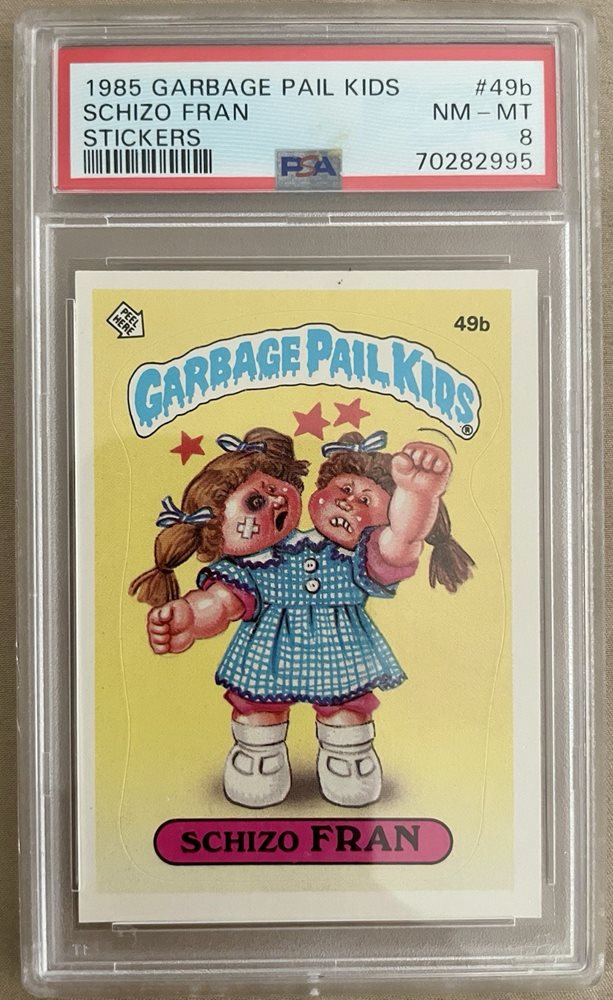 1985 GARBAGE PAIL KIDS #49b
SCHIZO FRAN NM - MT
STICKERS 8
PSA 70282995
PEEL HERE
49b
GARBAGE PAIL KIDS
®
SCHIZO FRAN